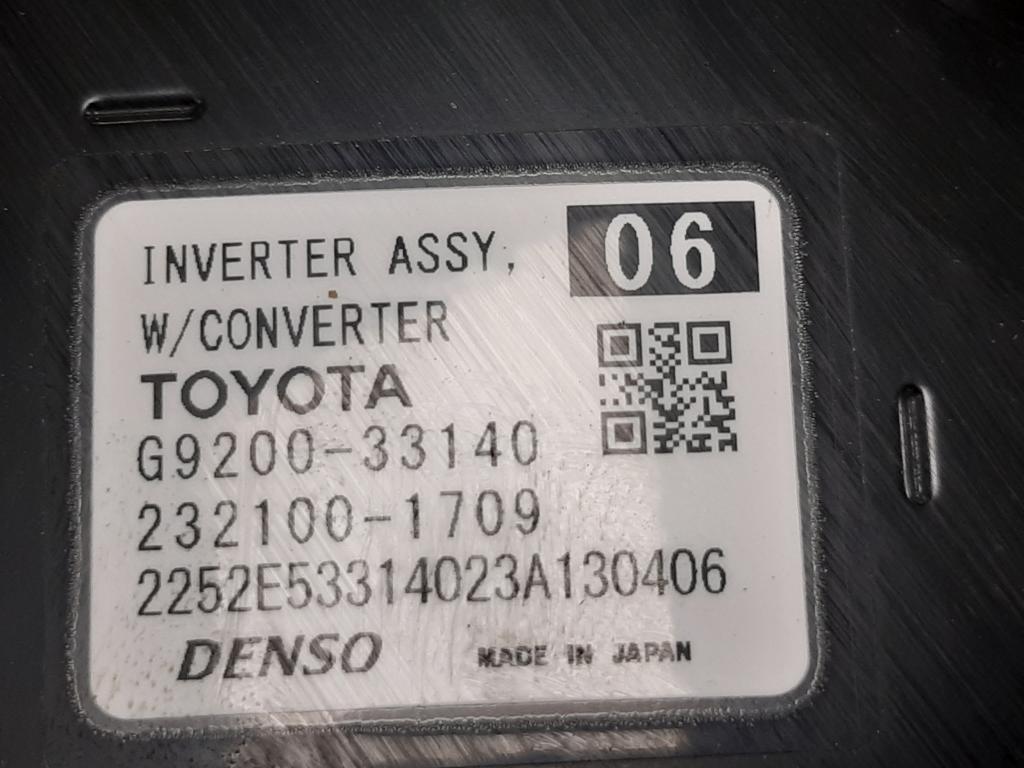 INVERTER ASSY,
06
W/CONVERTER
TOYOTA
G9200-33140
232100-1709
2252E53314023A130406
DENSO
MADE IN JAPAN